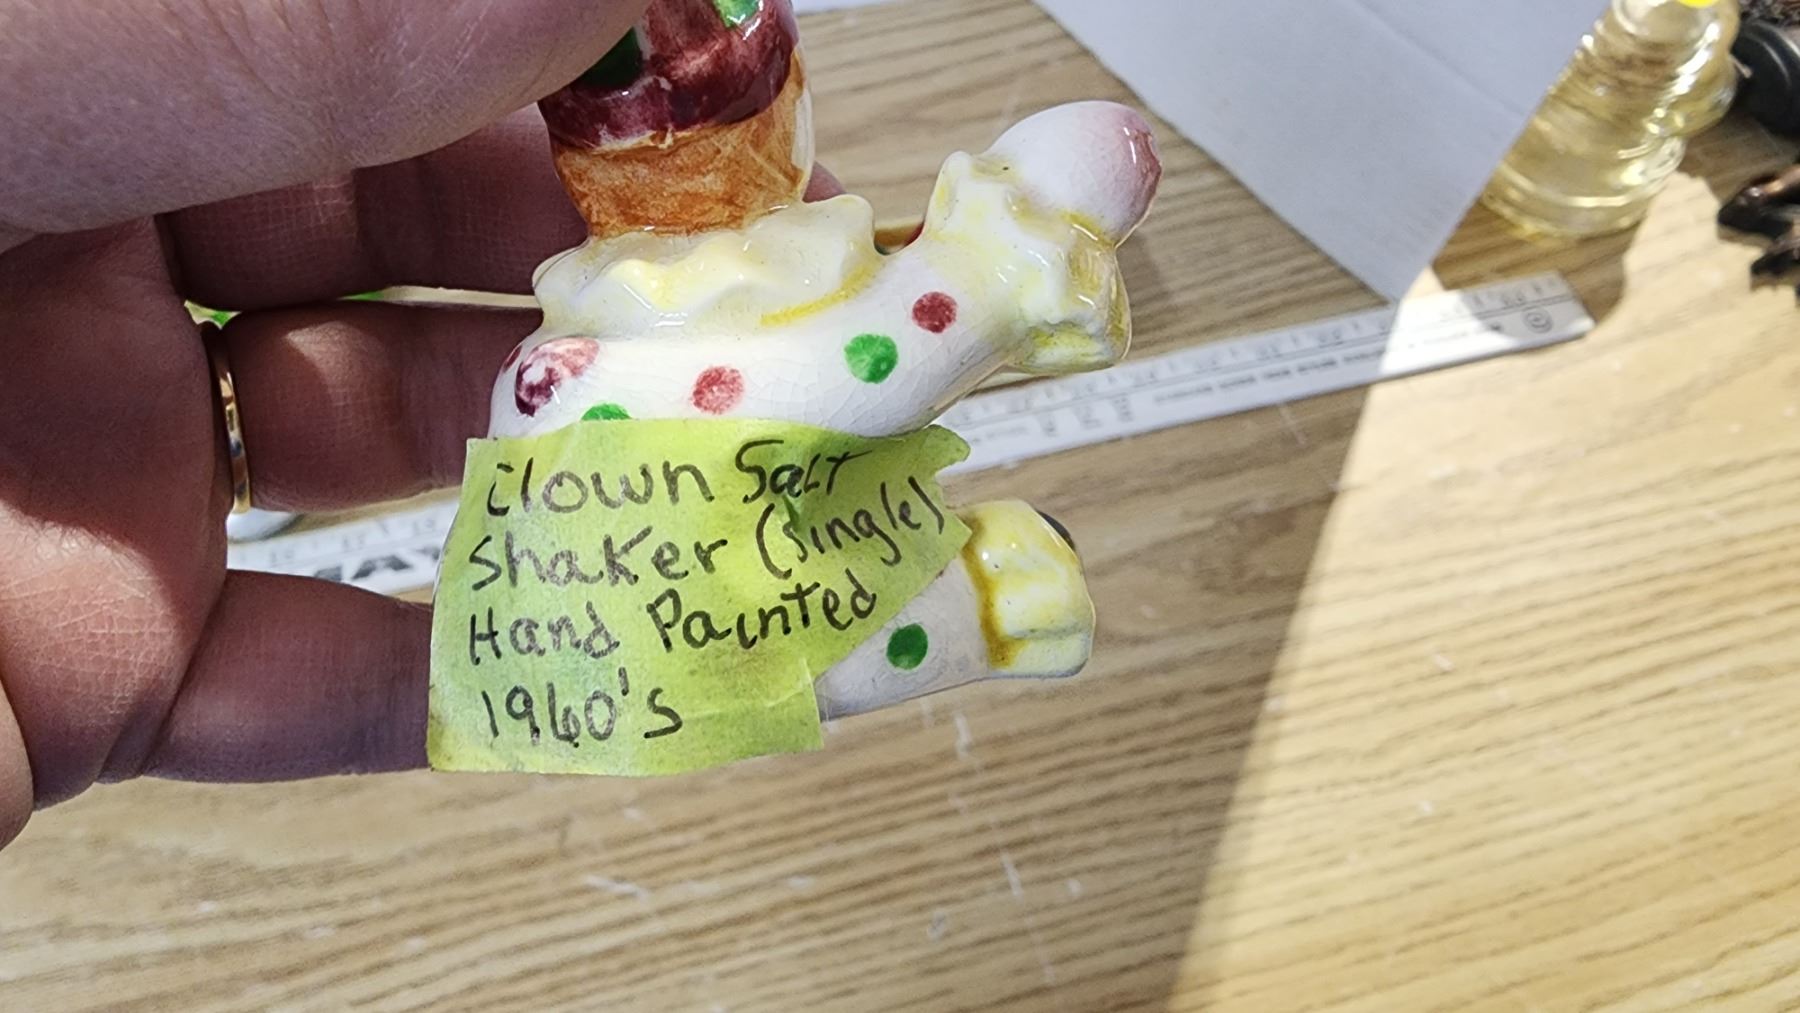 Clown Salt
Shaker (Single)
Hand Painted
1960's